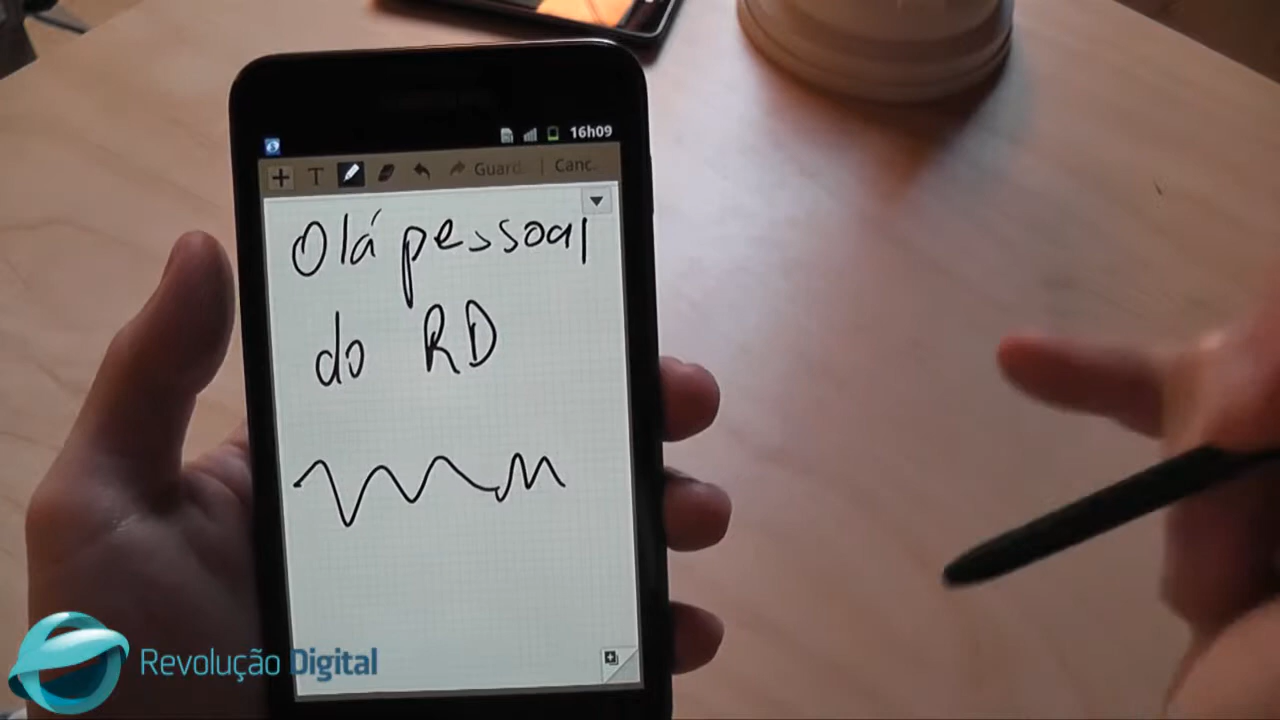 16h09
T Guard Canc
Olá pessoal
do RD
Revolução Digital